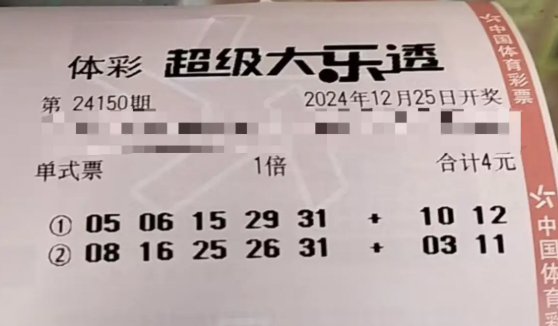 体彩 超级大乐透
第 24150期 2024年12月25日开奖
单式票 1倍 合计4元
① 05 06 15 29 31 + 10 12
② 08 16 25 26 31 + 03 11
中国体育彩票
中国体育